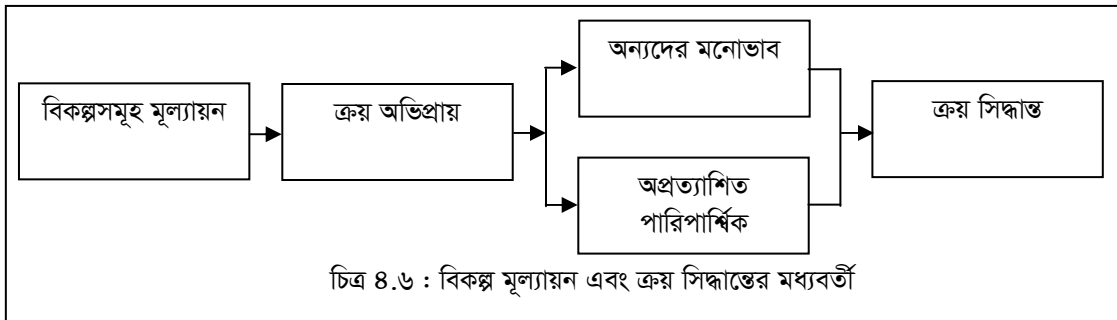 অন্যদের মনোভাব
বিকল্পসমূহ মূল্যায়ন
ক্রয় অভিপ্রায়
ক্রয় সিদ্ধান্ত
অপ্রত্যাশিত
পারিপার্শ্বিক
চিত্র ৪.৬ : বিকল্প মূল্যায়ন এবং ক্রয় সিদ্ধান্তের মধ্যবর্তী